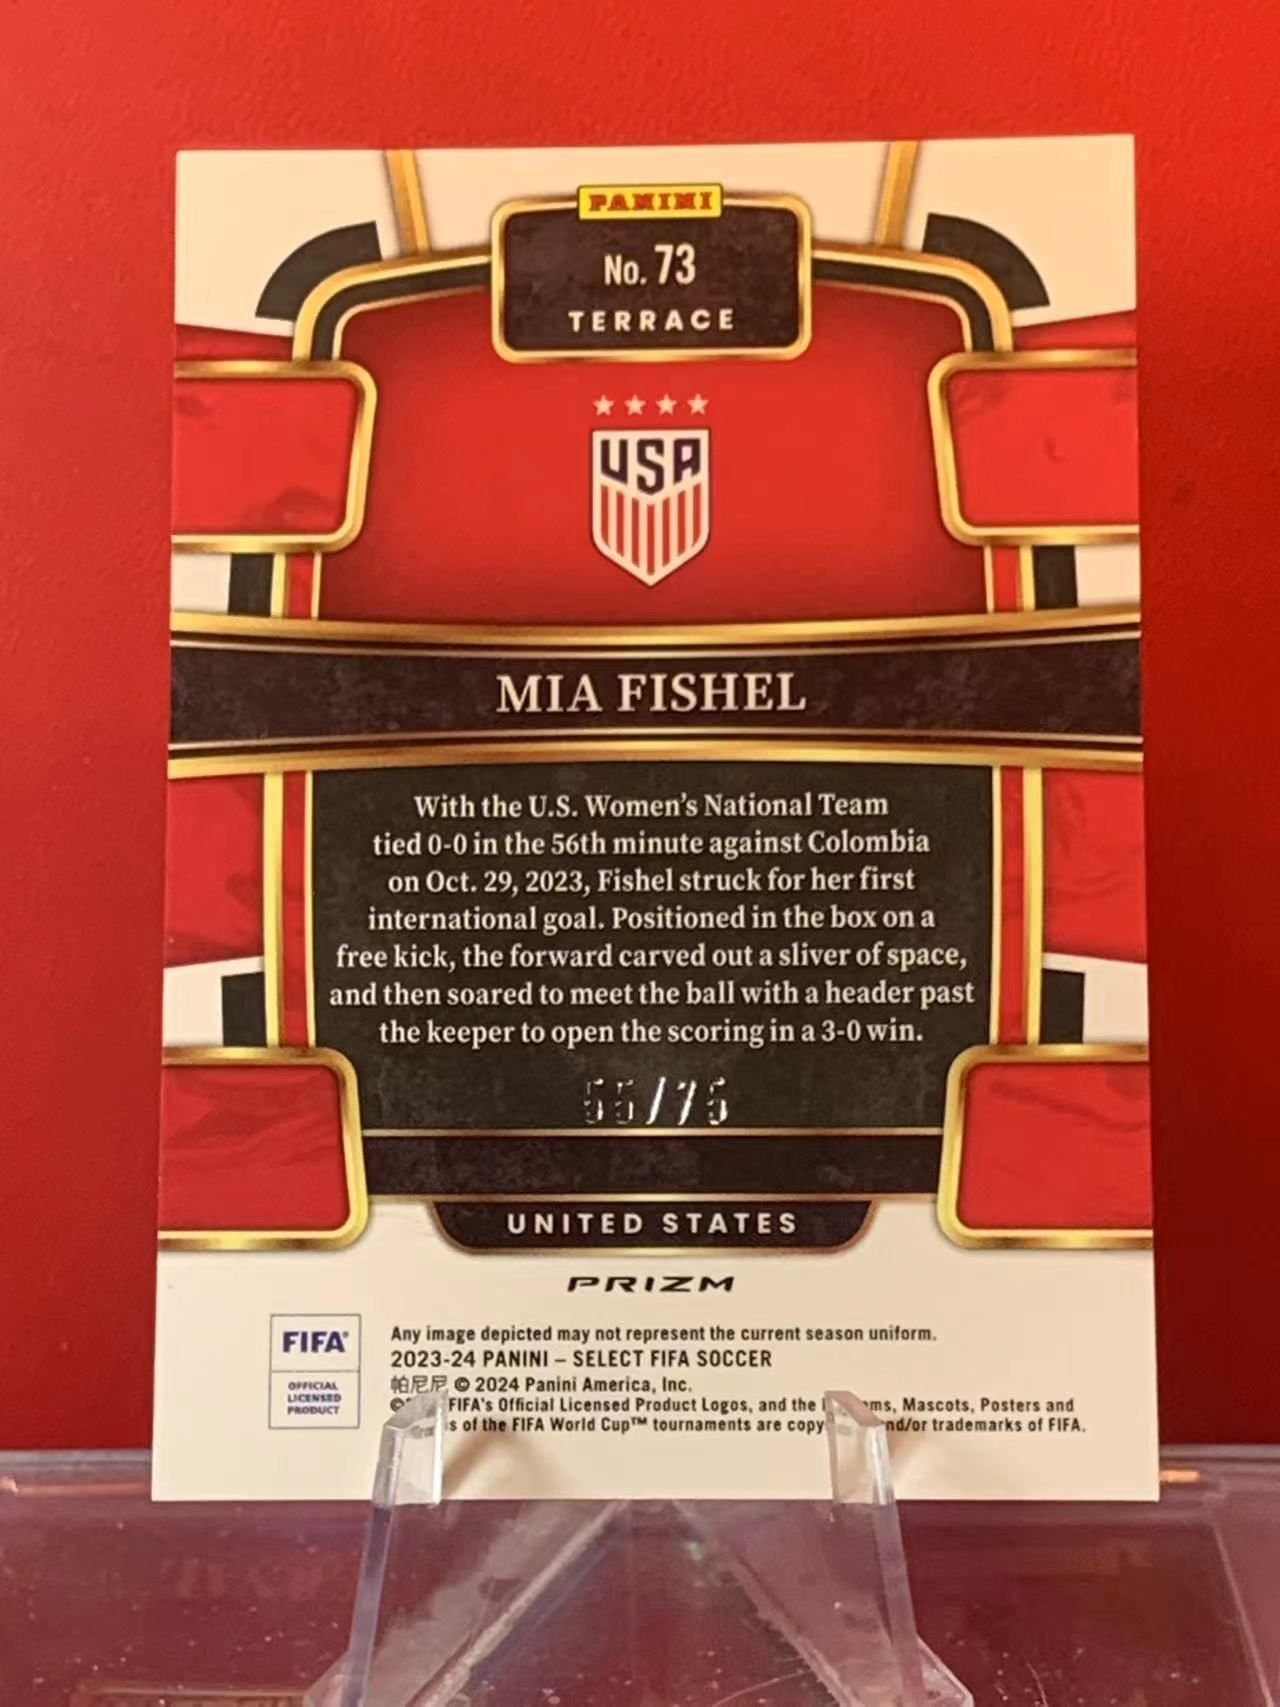 PANINI
No. 73
TERRACE
USA
MIA FISHEL
With the U.S. Women's National Team
tied 0-0 in the 56th minute against Colombia
on Oct. 29, 2023, Fishel struck for her first
international goal. Positioned in the box on a
free kick, the forward carved out a sliver of space,
and then soared to meet the ball with a header past
the keeper to open the scoring in a 3-0 win.
55/75
UNITED STATES
PRIZM
FIFA®
OFFICIAL
LICENSED
PRODUCT
Any image depicted may not represent the current season uniform.
2023-24 PANINI – SELECT FIFA SOCCER
帕尼尼 © 2024 Panini America, Inc.
© FIFA's Official Licensed Product Logos, and the Mascots, Posters and
of the FIFA World Cup™ tournaments are trademarks of FIFA.